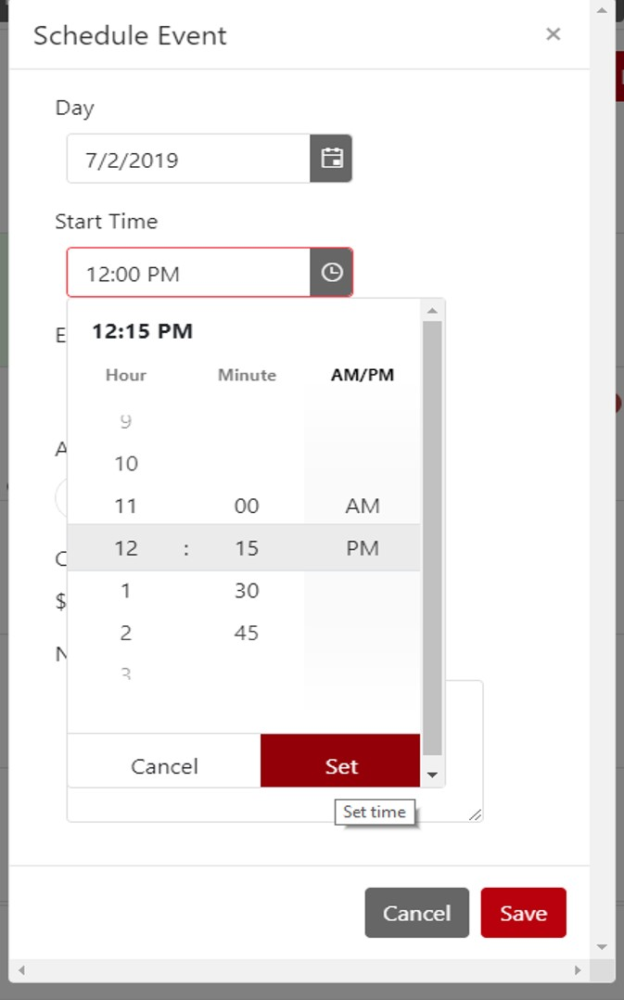 Schedule Event ×
Day
7/2/2019
Start Time
12:00 PM
E
12:15 PM
Hour Minute AM/PM
9
10
A
11 00 AM
12 : 15 PM
C
1 30
$
2 45
N
3
Cancel Set
Set time
Cancel Save